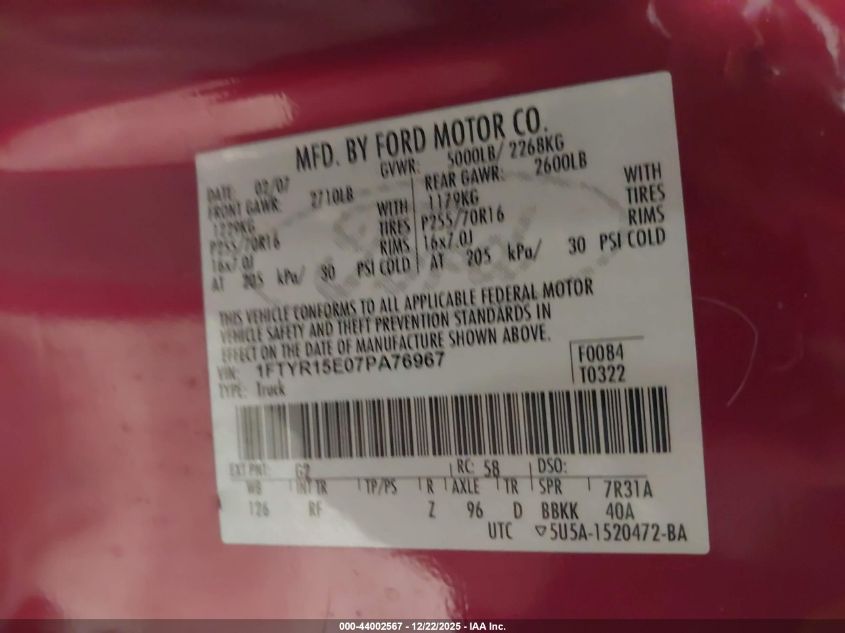 MFD. BY FORD MOTOR CO.
DATE: 02/07 GVWR: 5000LB/ 2268KG
FRONT GAWR: 2710LB REAR GAWR: 2600LB
1229KG WITH 1179KG WITH
P255/70R16 TIRES P255/70R16 TIRES
16x7.0J RIMS 16x7.0J RIMS
AT 205 kPa/ 30 PSI COLD AT 205 kPa/ 30 PSI COLD
THIS VEHICLE CONFORMS TO ALL APPLICABLE FEDERAL MOTOR
VEHICLE SAFETY AND THEFT PREVENTION STANDARDS IN
EFFECT ON THE DATE OF MANUFACTURE SHOWN ABOVE.
VIN: 1FTYR15E07PA76967 F0084
TYPE: Truck T0322
EXT PNT: G2 RC: 58 DSO:
WB INT TR TP/PS R AXLE TR SPR 7R31A
126 RF Z 96 D BBKK 40A
UTC ▽5U5A-1520472-BA
000-44002567 - 12/22/2025 - IAA Inc.